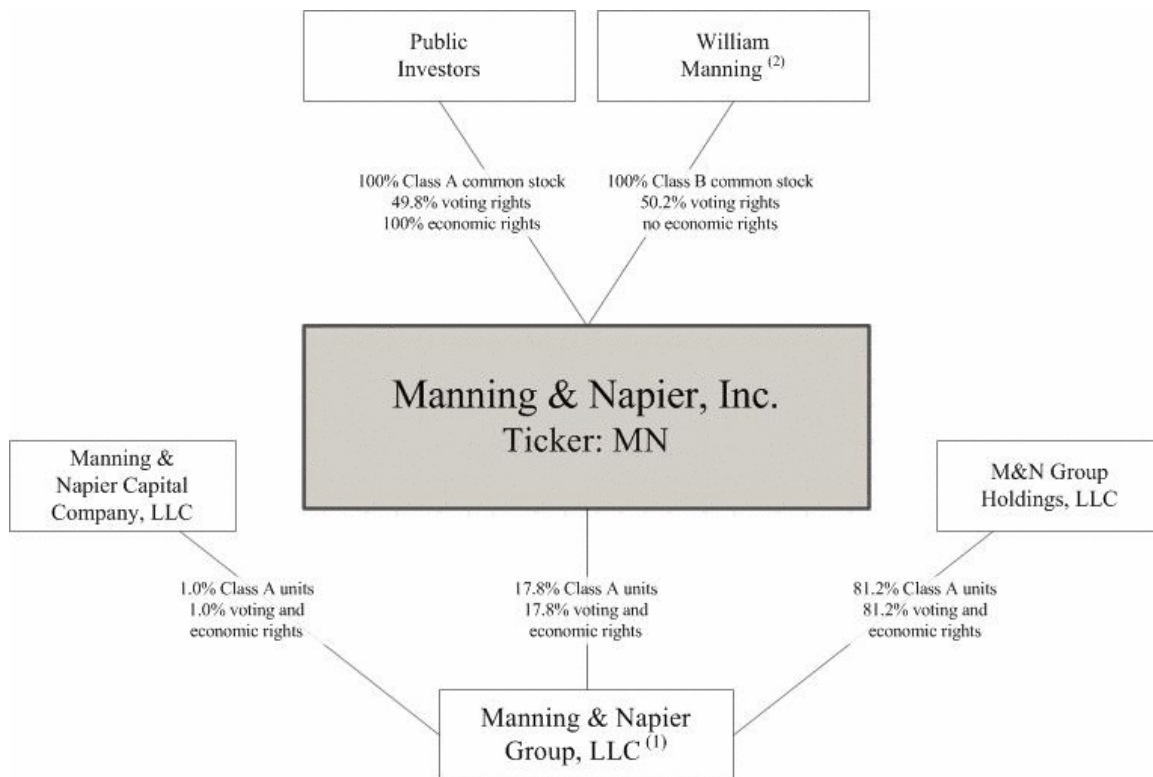 Public
Investors
William
Manning (2)
100% Class A common stock
49.8% voting rights
100% economic rights
100% Class B common stock
50.2% voting rights
no economic rights
Manning & Napier, Inc.
Ticker: MN
Manning &
Napier Capital
Company, LLC
M&N Group
Holdings, LLC
1.0% Class A units
1.0% voting and
economic rights
17.8% Class A units
17.8% voting and
economic rights
81.2% Class A units
81.2% voting and
economic rights
Manning & Napier
Group, LLC (1)